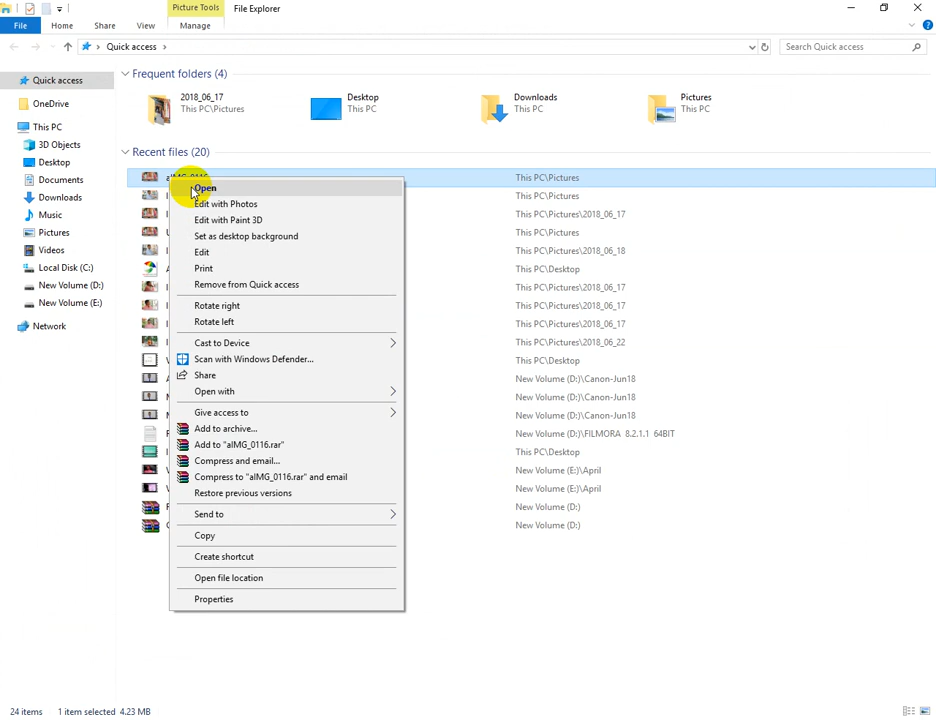 Picture Tools File Explorer
File Home Share View Manager
Quick access Search Quick access
Quick access
OneDrive
This PC
3D Objects
Desktop
Documents
Downloads
Music
Pictures
Videos
Local Disk (C:)
New Volume (D:)
New Volume (E:)
Network
Frequent folders (4)
2018_06_17
This PC\Pictures
Desktop
This PC
Downloads
This PC
Pictures
This PC
Recent files (20)
This PC\Pictures
This PC\Pictures
This PC\Pictures\2018_06_17
This PC\Pictures
This PC\Pictures\2018_06_18
This PC\Desktop
This PC\Pictures\2018_06_17
This PC\Pictures\2018_06_17
This PC\Pictures\2018_06_17
This PC\Pictures\2018_06_22
This PC\Desktop
New Volume (D:)\Canon-Jun18
New Volume (D:)\Canon-Jun18
New Volume (D:)\Canon-Jun18
New Volume (D:)\FILMORA 8.2.1.1 64BIT
This PC\Desktop
New Volume (E:)\April
New Volume (E:)\April
New Volume (D:)
New Volume (D:)
Open
Edit with Photos
Edit with Paint 3D
Set as desktop background
Edit
Print
Remove from Quick access
Rotate right
Rotate left
Cast to Device
Scan with Windows Defender...
Share
Open with
Give access to
Add to archive...
Add to "aIMG_0116.rar"
Compress and email...
Compress to "aIMG_0116.rar" and email
Restore previous versions
Send to
Copy
Create shortcut
Open file location
Properties
24 items 1 item selected 4.23 MB